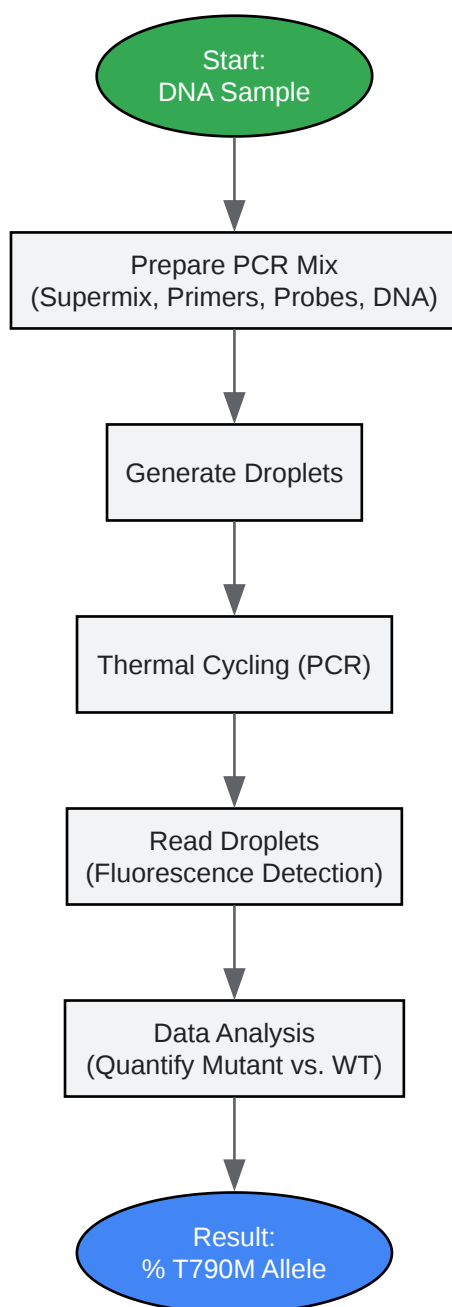 Start:
DNA Sample
Prepare PCR Mix
(Supermix, Primers, Probes, DNA)
Generate Droplets
Thermal Cycling (PCR)
Read Droplets
(Fluorescence Detection)
Data Analysis
(Quantify Mutant vs. WT)
Result:
% T790M Allele